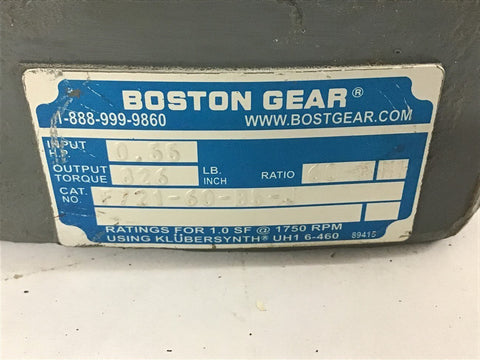 BOSTON GEAR®
1-888-999-9860 WWW.BOSTGEAR.COM
INPUT H.P. 0.66
OUTPUT TORQUE 826 LB. INCH RATIO
CAT. NO.
RATINGS FOR 1.0 SF @ 1750 RPM
USING KLÜBERSYNTH® UH1 6-460 89415